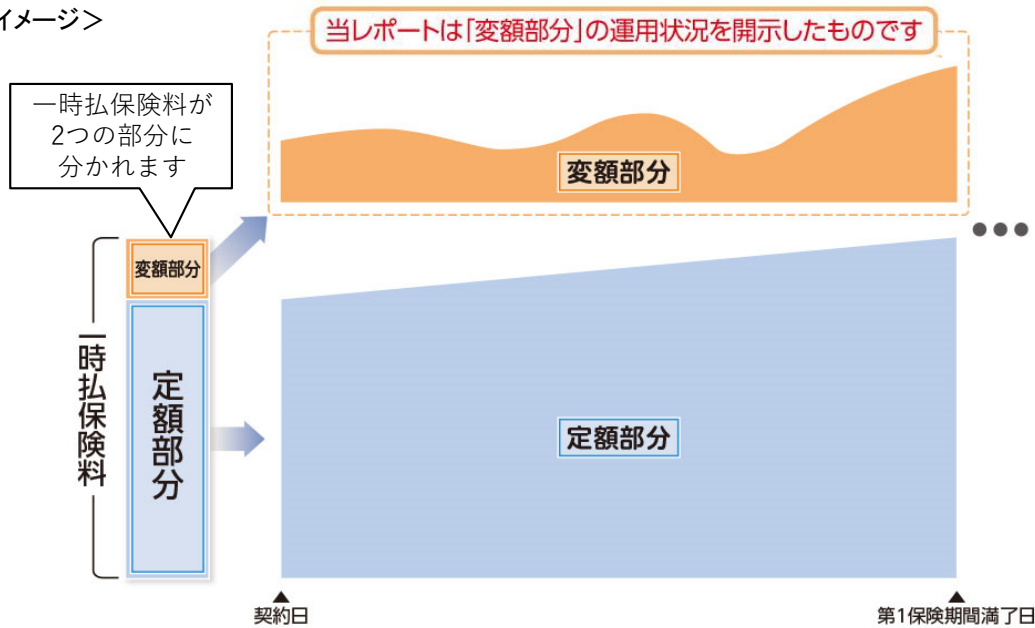 イメージ＞
当レポートは「変額部分」の運用状況を開示したものです
一時払保険料が
2つの部分に
分かれます
変額部分
変額部分
一時払保険料
定額部分
定額部分
契約日
第1保険期間満了日